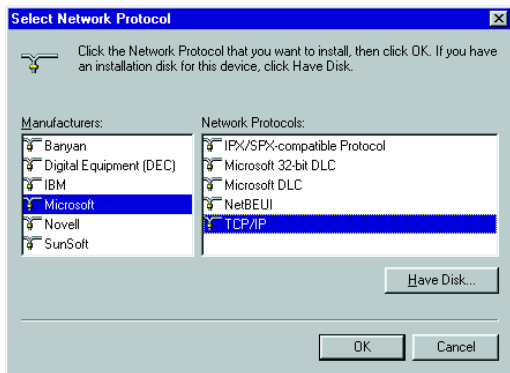 Select Network Protocol
Click the Network Protocol that you want to install, then click OK. If you have
an installation disk for this device, click Have Disk.
Manufacturers:
Banyan
Digital Equipment (DEC)
IBM
Microsoft
Novell
SunSoft
Network Protocols:
IPX/SPX-compatible Protocol
Microsoft 32-bit DLC
Microsoft DLC
NetBEUI
TCP/IP
Have Disk...
OK
Cancel